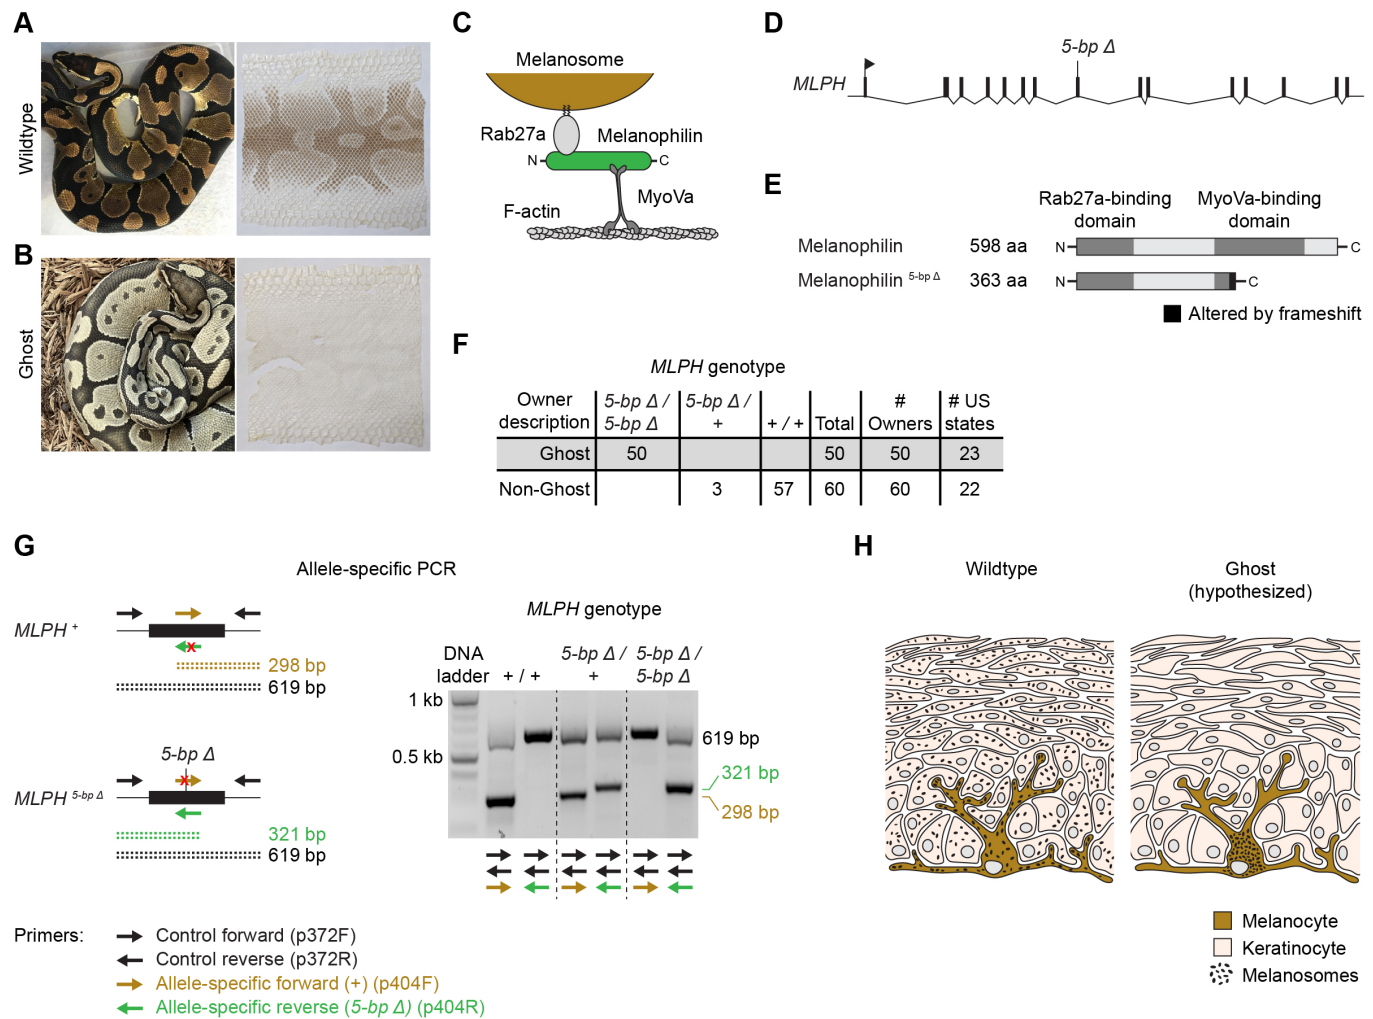 A
Wildtype
B
Ghost
C
Melanosome
Rab27a
Melanophilin
N
C
MyoVa
F-actin
D
5-bp Δ
MLPH
E
Rab27a-binding
domain
MyoVa-binding
domain
Melanophilin 598 aa N C
Melanophilin 5-bp Δ 363 aa N C
Altered by frameshift
F
MLPH genotype
Owner description 5-bp Δ / 5-bp Δ 5-bp Δ / + + / + Total # Owners # US states
Ghost 50 50 50 23
Non-Ghost 3 57 60 60 22
G
Allele-specific PCR
MLPH +
298 bp
619 bp
5-bp Δ
MLPH 5-bp Δ
321 bp
619 bp
MLPH genotype
DNA ladder
+ / +
5-bp Δ / +
5-bp Δ / 5-bp Δ
1 kb
0.5 kb
619 bp
321 bp
298 bp
Primers:
Control forward (p372F)
Control reverse (p372R)
Allele-specific forward (+) (p404F)
Allele-specific reverse (5-bp Δ) (p404R)
H
Wildtype
Ghost
(hypothesized)
Melanocyte
Keratinocyte
Melanosomes